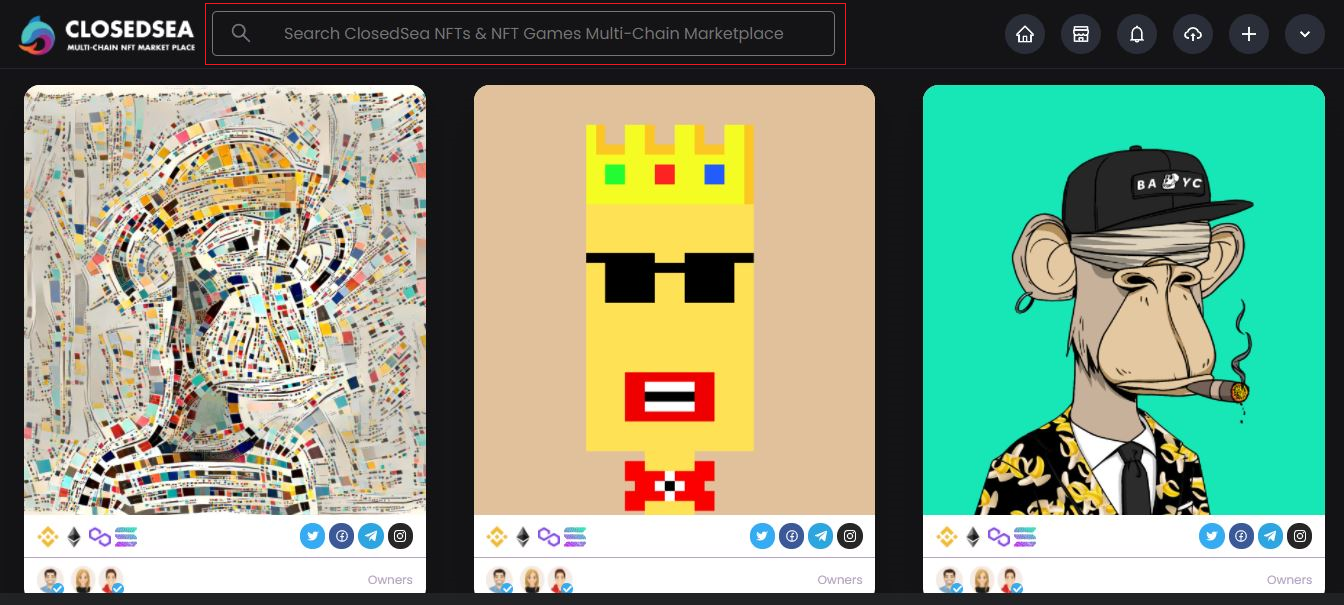 CLOSEDSEA
MULTI-CHAIN NFT MARKET PLACE
Search ClosedSea NFTs & NFT Games Multi-Chain Marketplace
BA YC
Owners
Owners
Owners